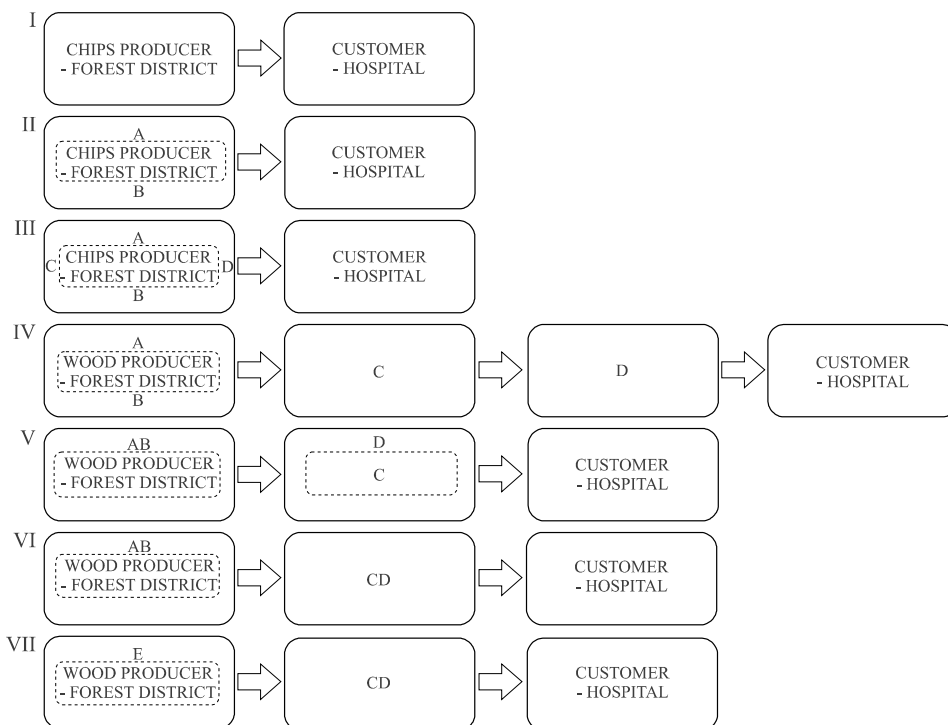 I
CHIPS PRODUCER
- FOREST DISTRICT
CUSTOMER
- HOSPITAL
II
A
CHIPS PRODUCER
- FOREST DISTRICT
B
CUSTOMER
- HOSPITAL
III
A
C CHIPS PRODUCER D
- FOREST DISTRICT
B
CUSTOMER
- HOSPITAL
IV
A
WOOD PRODUCER
- FOREST DISTRICT
B
C
D
CUSTOMER
- HOSPITAL
V
AB
WOOD PRODUCER
- FOREST DISTRICT
D
C
CUSTOMER
- HOSPITAL
VI
AB
WOOD PRODUCER
- FOREST DISTRICT
CD
CUSTOMER
- HOSPITAL
VII
E
WOOD PRODUCER
- FOREST DISTRICT
CD
CUSTOMER
- HOSPITAL